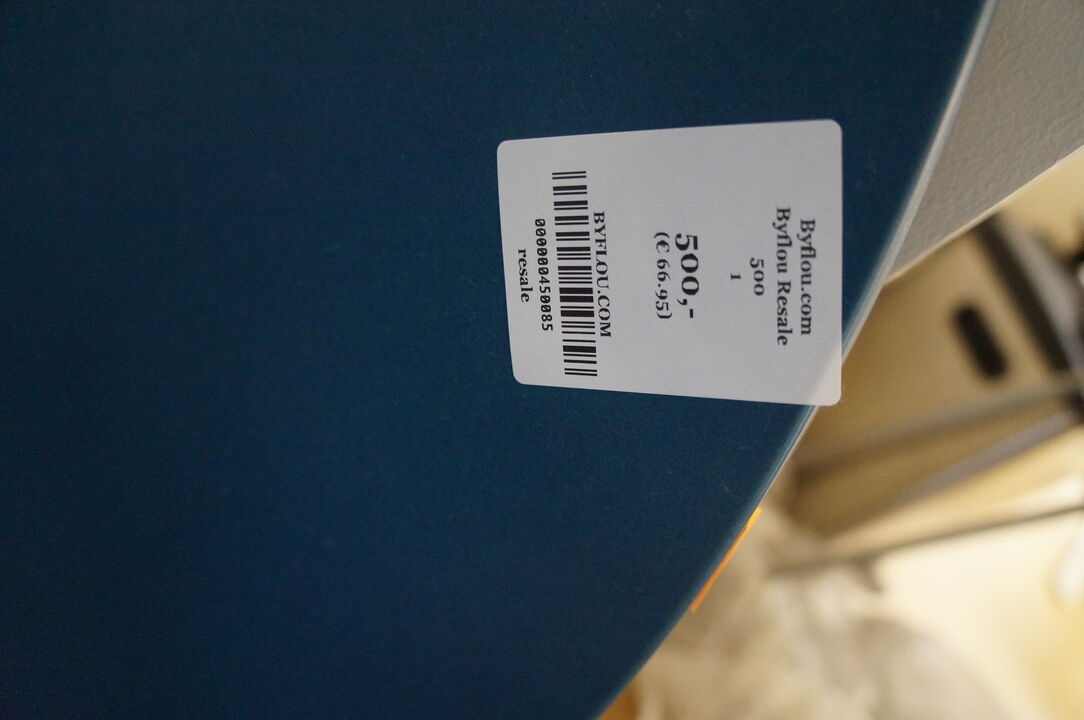 Byflou.com
Byflou Resale
500
1
500,-
(€ 66.95)
BYFLOU.COM
000000450085
resale